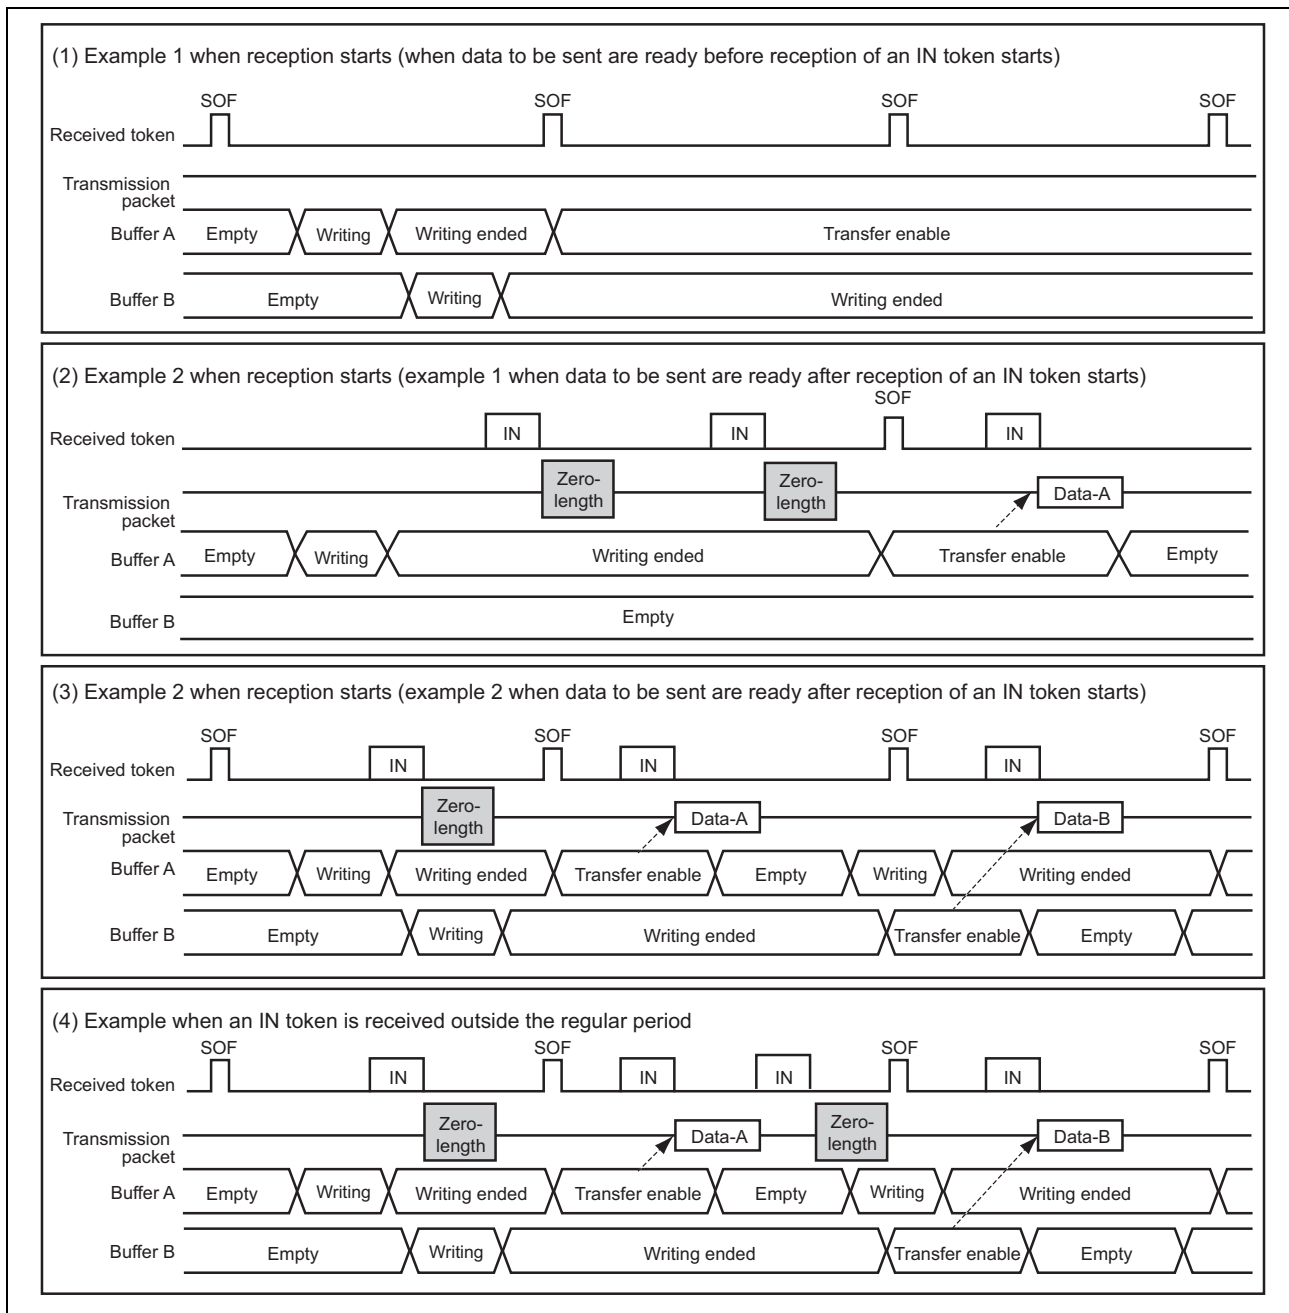 (1) Example 1 when reception starts (when data to be sent are ready before reception of an IN token starts)
SOF SOF SOF SOF
Received token
Transmission
packet
Buffer A Empty Writing Writing ended Transfer enable
Buffer B Empty Writing Writing ended
(2) Example 2 when reception starts (example 1 when data to be sent are ready after reception of an IN token starts)
SOF
Received token IN IN IN
Zero-
length
Zero-
length
Data-A
Transmission
packet
Buffer A Empty Writing Writing ended Transfer enable Empty
Buffer B Empty
(3) Example 2 when reception starts (example 2 when data to be sent are ready after reception of an IN token starts)
SOF SOF SOF SOF
Received token IN IN IN
Zero-
length
Data-A Data-B
Transmission
packet
Buffer A Empty Writing Writing ended Transfer enable Empty Writing Writing ended
Buffer B Empty Writing Writing ended Transfer enable Empty
(4) Example when an IN token is received outside the regular period
SOF SOF SOF SOF
Received token IN IN IN IN
Zero-
length
Data-A
Zero-
length
Data-B
Transmission
packet
Buffer A Empty Writing Writing ended Transfer enable Empty Writing Writing ended
Buffer B Empty Writing Writing ended Transfer enable Empty